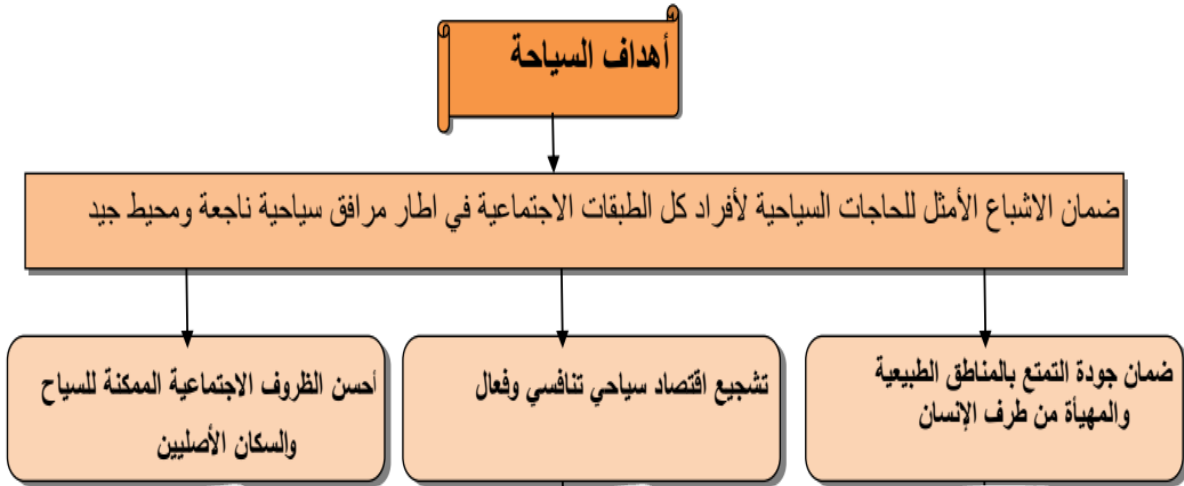 أهداف السياحة
ضمان الاشباع الأمثل للحاجات السياحية لأفراد كل الطبقات الاجتماعية في اطار مرافق سياحية ناجعة ومحيط جيد
ضمان جودة التمتع بالمناطق الطبيعية
والمهيأة من طرف الإنسان
تشجيع اقتصاد سياحي تنافسي وفعال
أحسن الظروف الاجتماعية الممكنة للسياح
والسكان الأصليين